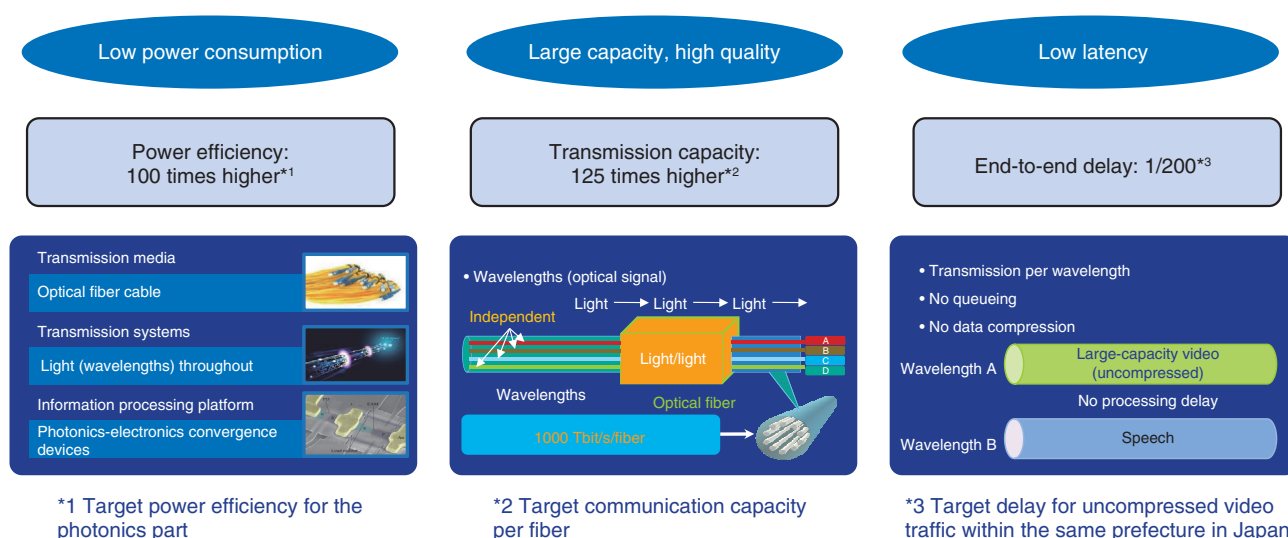 Low power consumption
Power efficiency:
100 times higher*1
Transmission media
Optical fiber cable
Transmission systems
Light (wavelengths) throughout
Information processing platform
Photonics-electronics convergence
devices
*1 Target power efficiency for the
photonics part
Large capacity, high quality
Transmission capacity:
125 times higher*2
• Wavelengths (optical signal)
Light Light Light
Independent
Light/light
A
B
C
D
Wavelengths
Optical fiber
1000 Tbit/s/fiber
*2 Target communication capacity
per fiber
Low latency
End-to-end delay: 1/200*3
• Transmission per wavelength
• No queueing
• No data compression
Wavelength A
Large-capacity video
(uncompressed)
No processing delay
Wavelength B
Speech
*3 Target delay for uncompressed video
traffic within the same prefecture in Japan